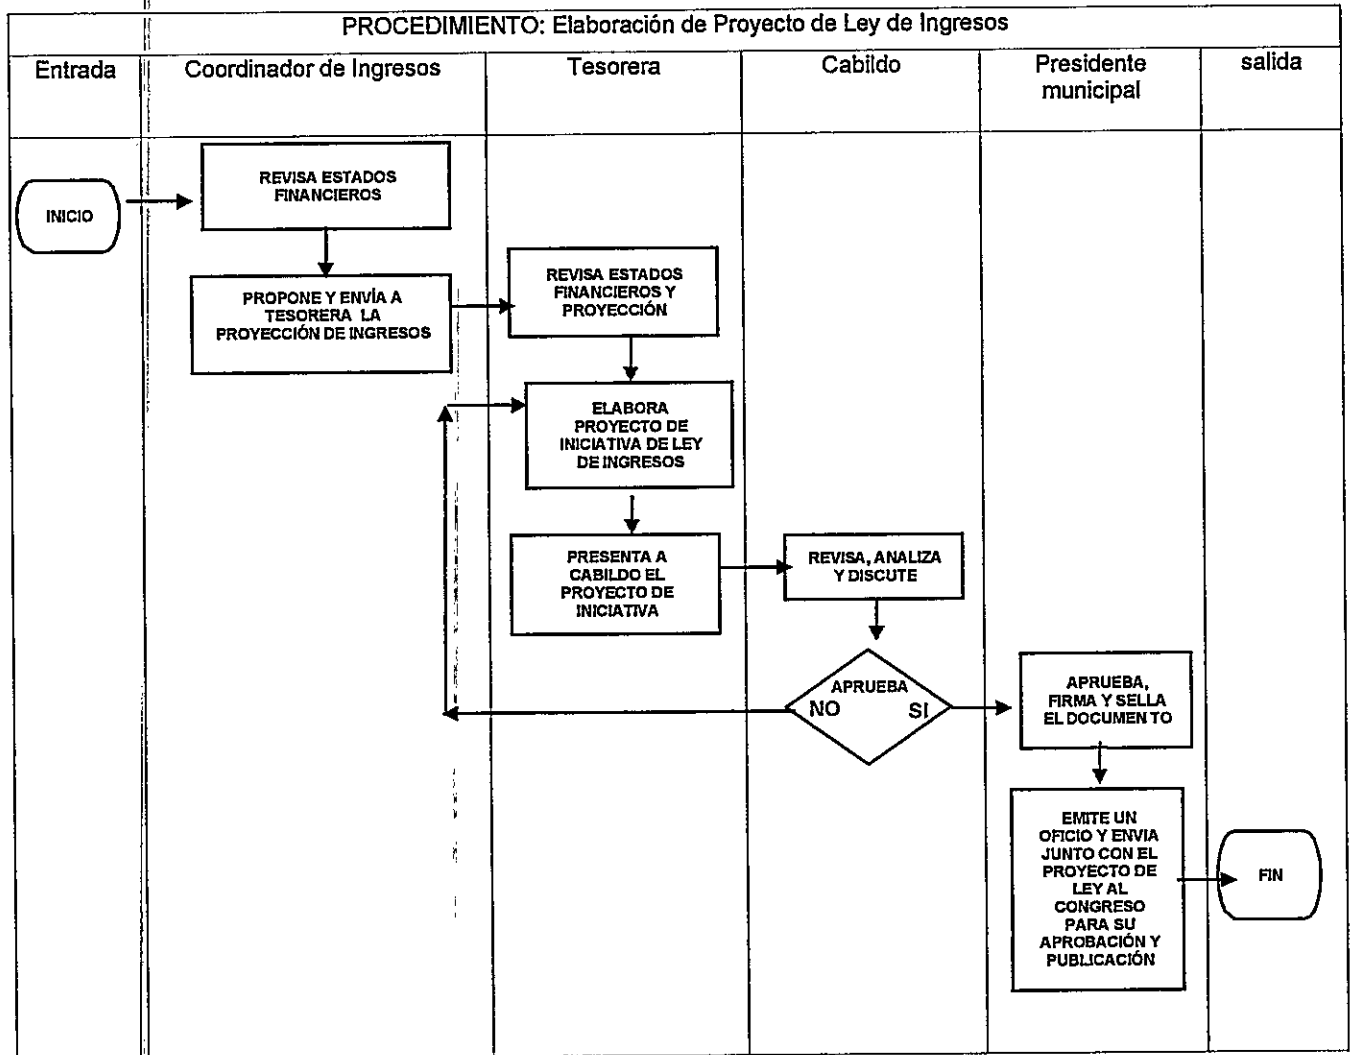 PROCEDIMIENTO: Elaboración de Proyecto de Ley de Ingresos
Entrada
Coordinador de Ingresos
Tesorera
Cabildo
Presidente
municipal
salida
INICIO
REVISA ESTADOS
FINANCIEROS
PROPONE Y ENVÍA A
TESORERA LA
PROYECCIÓN DE INGRESOS
REVISA ESTADOS
FINANCIEROS Y
PROYECCIÓN
ELABORA
PROYECTO DE
INICIATIVA DE LEY
DE INGRESOS
PRESENTA A
CABILDO EL
PROYECTO DE
INICIATIVA
REVISA, ANALIZA
Y DISCUTE
APRUEBA
NO SI
APRUEBA,
FIRMA Y SELLA
EL DOCUMENTO
EMITE UN
OFICIO Y ENVIA
JUNTO CON EL
PROYECTO DE
LEY AL
CONGRESO
PARA SU
APROBACIÓN Y
PUBLICACIÓN
FIN